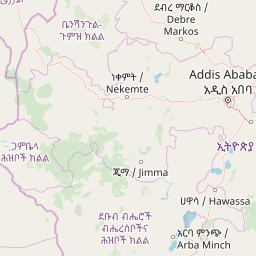 ደብረ ማርቆስ /
Debre
Markos
ቤንሻንጉል-
ጉምዝ ክልል
ነቀምት /
Nekemte
Addis Ababa
አዲስ አበባ
ኢትዮጵያ
ጋምቤላ
ሕዝቦች ክልል
ጂማ / Jimma
ሀዋሳ / Hawassa
ደቡብ ብሔሮች
ብሔረሰቦችና
ሕዝቦች ክልል
አርባ ምንጭ /
Arba Minch